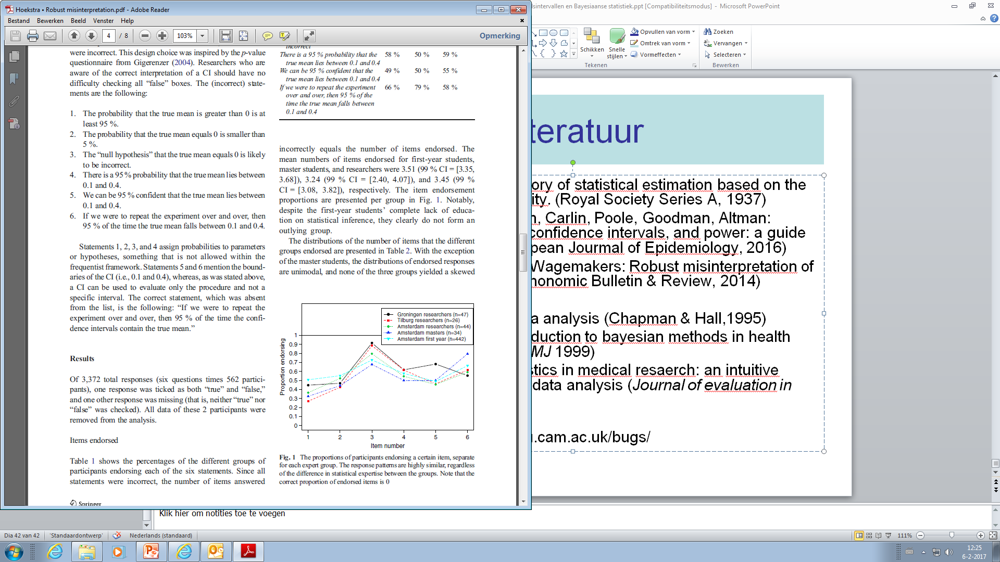 Hoekstra • Robust misinterpretation.pdf - Adobe Reader
Bestand Bewerken Beeld Venster Help
4 / 8 103% Opmerking
were incorrect. This design choice was inspired by the p-value
questionnaire from Gigerenzer (2004). Researchers who are
aware of the correct interpretation of a CI should have no
difficulty checking all “false” boxes. The (incorrect) state-
ments are the following:
1. The probability that the true mean is greater than 0 is at
least 95 %.
2. The probability that the true mean equals 0 is smaller than
5 %.
3. The “null hypothesis” that the true mean equals 0 is likely
to be incorrect.
4. There is a 95 % probability that the true mean lies between
0.1 and 0.4.
5. We can be 95 % confident that the true mean lies between
0.1 and 0.4.
6. If we were to repeat the experiment over and over, then
95 % of the time the true mean falls between 0.1 and 0.4.
Statements 1, 2, 3, and 4 assign probabilities to parameters
or hypotheses, something that is not allowed within the
frequentist framework. Statements 5 and 6 mention the bound-
aries of the CI (i.e., 0.1 and 0.4), whereas, as was stated above,
a CI can be used to evaluate only the procedure and not a
specific interval. The correct statement, which was absent
from the list, is the following: “If we were to repeat the
experiment over and over, then 95 % of the time the confi-
dence intervals contain the true mean.”
Results
Of 3,372 total responses (six questions times 562 partici-
pants), one response was ticked as both “true” and “false,”
and one other response was missing (that is, neither “true” nor
“false” was checked). All data of these 2 participants were
removed from the analysis.
Items endorsed
Table 1 shows the percentages of the different groups of
participants endorsing each of the six statements. Since all
statements were incorrect, the number of items answered
Springer
incorrect
There is a 95 % probability that the 58 % 50 % 59 %
true mean lies between 0.1 and 0.4
We can be 95 % confident that the 49 % 50 % 55 %
true mean lies between 0.1 and 0.4
If we were to repeat the experiment 66 % 79 % 58 %
over and over, then 95 % of the
time the true mean falls between
0.1 and 0.4
incorrectly equals the number of items endorsed. The
mean numbers of items endorsed for first-year students,
master students, and researchers were 3.51 (99 % CI = [3.35,
3.68]), 3.24 (99 % CI = [2.40, 4.07]), and 3.45 (99 %
CI = [3.08, 3.82]), respectively. The item endorsement
proportions are presented per group in Fig. 1. Notably,
despite the first-year students’ complete lack of educa-
tion on statistical inference, they clearly do not form an
outlying group.
The distributions of the number of items that the different
groups endorsed are presented in Table 2. With the exception
of the master students, the distributions of endorsed responses
are unimodal, and none of the three groups yielded a skewed
Groningen researchers (n=47)
Tilburg researchers (n=26)
Amsterdam researchers (n=44)
Amsterdam masters (n=34)
Amsterdam first year (n=442)
Proportion endorsing
1
0.9
0.8
0.7
0.6
0.5
0.4
0.3
0.2
0.1
0
1 2 3 4 5 6
Item number
Fig. 1 The proportions of participants endorsing a certain item, separate
for each expert group. The response patterns are highly similar, regardless
of the difference in statistical expertise between the groups. Note that the
correct proportion of endorsed items is 0
lsintervallen en Bayesiaanse statistiek.ppt [Compatibiliteitsmodus] - Microsoft PowerPoint
Schikken
Snelle
stijlen
Opvullen van vorm
Omtrek van vorm
Vormeffecten
Tekenen
Zoeken
Vervangen
Selecteren
Bewerken
teratuur
ory of statistical estimation based on the
ity. (Royal Society Series A, 1937)
n, Carlin, Poole, Goodman, Altman:
confidence intervals, and power: a guide
pean Jourmal of Epidemiology, 2016)
Wagemakers: Robust misinterpretation of
honomic Bulletin & Review, 2014)
a analysis (Chapman & Hall,1995)
duction to bayesian methods in health
MJ 1999)
stics in medical resaerch: an intuitive
data analysis (Journal of evaluation in
.cam.ac.uk/bugs/
Klik hier om notities toe te voegen
Dia 42 van 42 'Standaardontwerp' Nederlands (standaard) 111%
12:25
6-2-2017